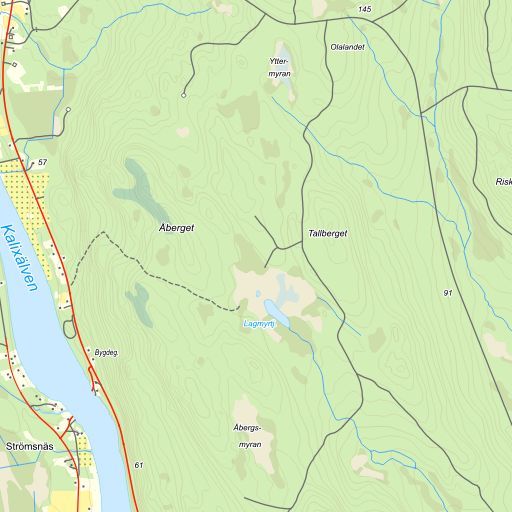 145
Olalandet
Ytter-
myran
57
Risk
Åberget
Tallberget
Kalixälven
91
Lagmyrtj
Bygdeg.
Åbergs-
myran
Strömsnäs
61